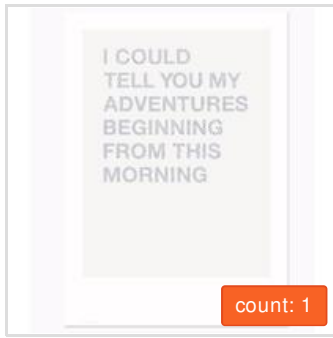 I COULD
TELL YOU MY
ADVENTURES
BEGINNING
FROM THIS
MORNING
count: 1